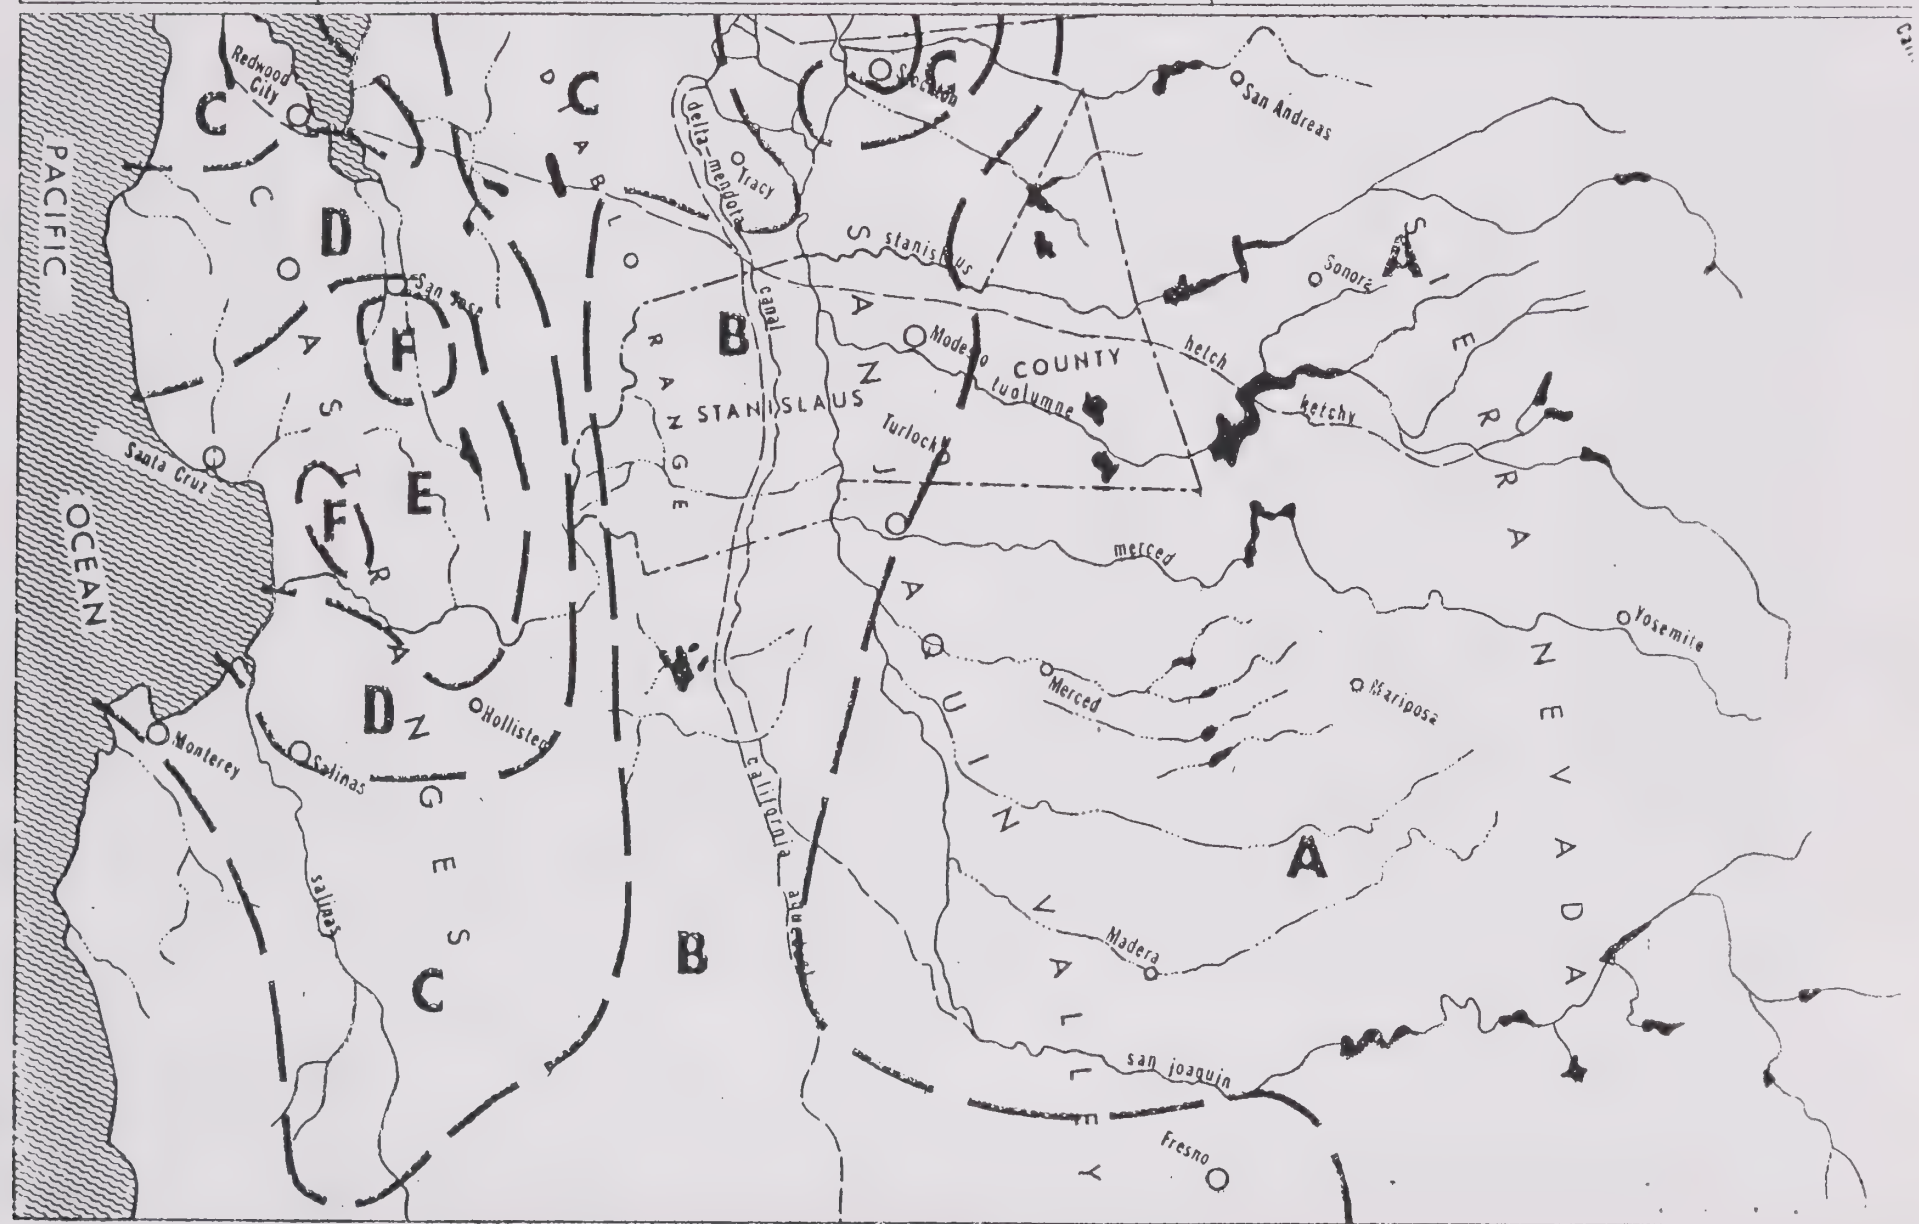 Redwood
City
C
C
C
Stockton
San Andreas
PACIFIC
OCEAN
delta-mendota
canal
Tracy
DIABLO
RANGE
COAST
RANGES
D
San Jose
F
stanislaus
SAN JOAQUIN VALLEY
Sonora
A
SIERRA NEVADA
B
Modesto
COUNTY
hetch
hetchy
tuolumne
STANISLAUS
Turlock
Santa Cruz
E
F
merced
Yosemite
Merced
Mariposa
D
Hollister
Monterey
Salinas
california
aqueduct
salinas
A
B
C
Madera
san joaquin
Fresno